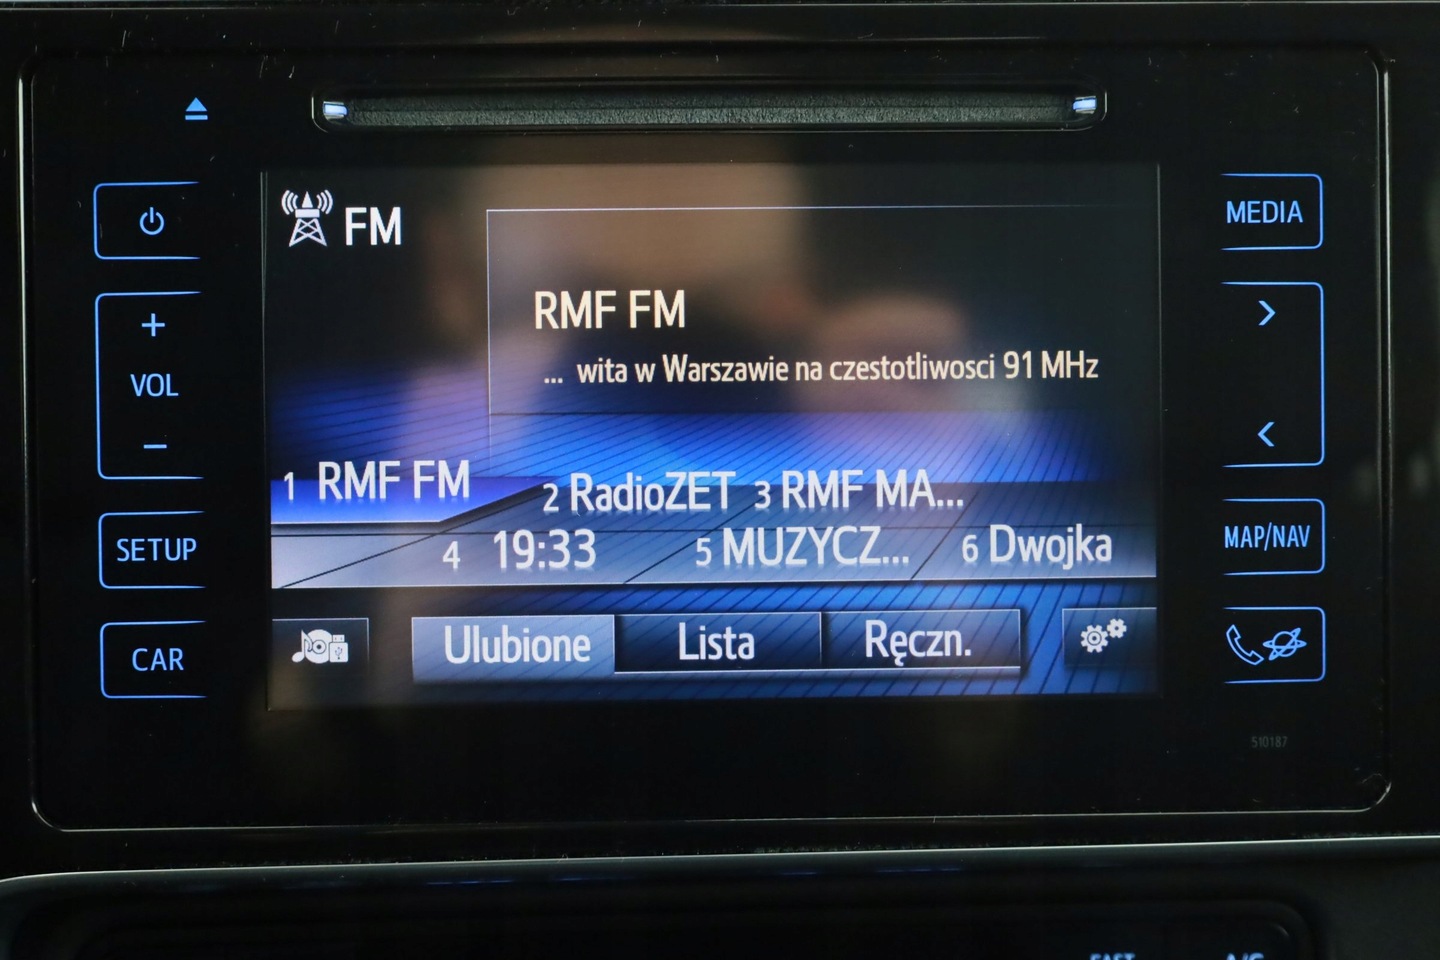 FM
MEDIA
RMF FM
+
VOL
−
... wita w Warszawie na czestotliwosci 91 MHz
1 RMF FM
2 RadioZET
3 RMF MA...
4 19:33
5 MUZYCZ...
6 Dwojka
SETUP
MAP/NAV
CAR
Ulubione
Lista
Ręczn.
510187
FAST
A/C